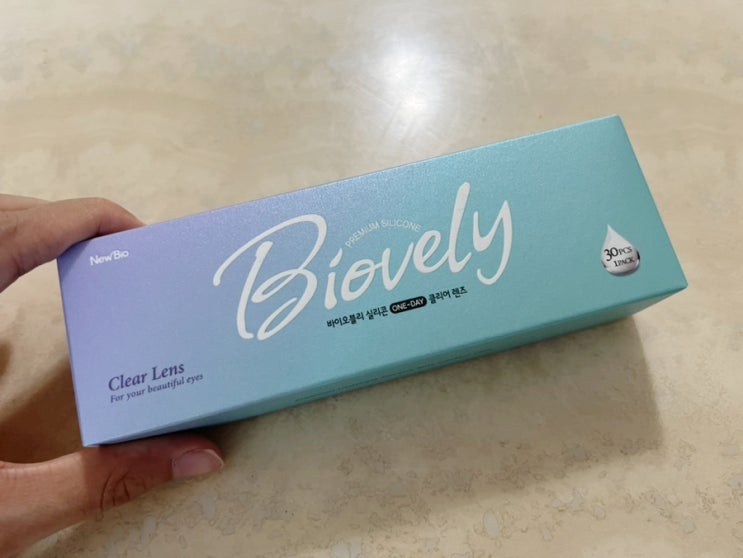 New Bio
PREMIUM SILICONE
Biovely
바이오블리 실리콘 ONE-DAY 클리어 렌즈
30PCS
1PACK
Clear Lens
For your beautiful eyes